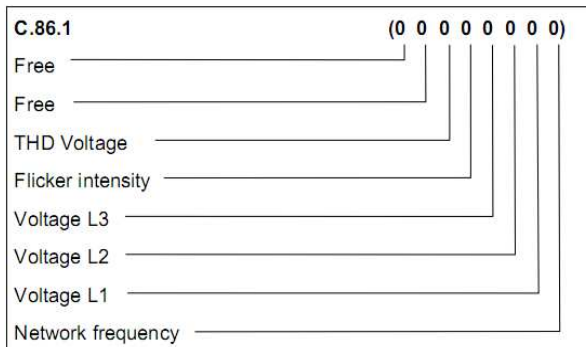 C.86.1 (0 0 0 0 0 0 0 0)
Free
Free
THD Voltage
Flicker intensity
Voltage L3
Voltage L2
Voltage L1
Network frequency